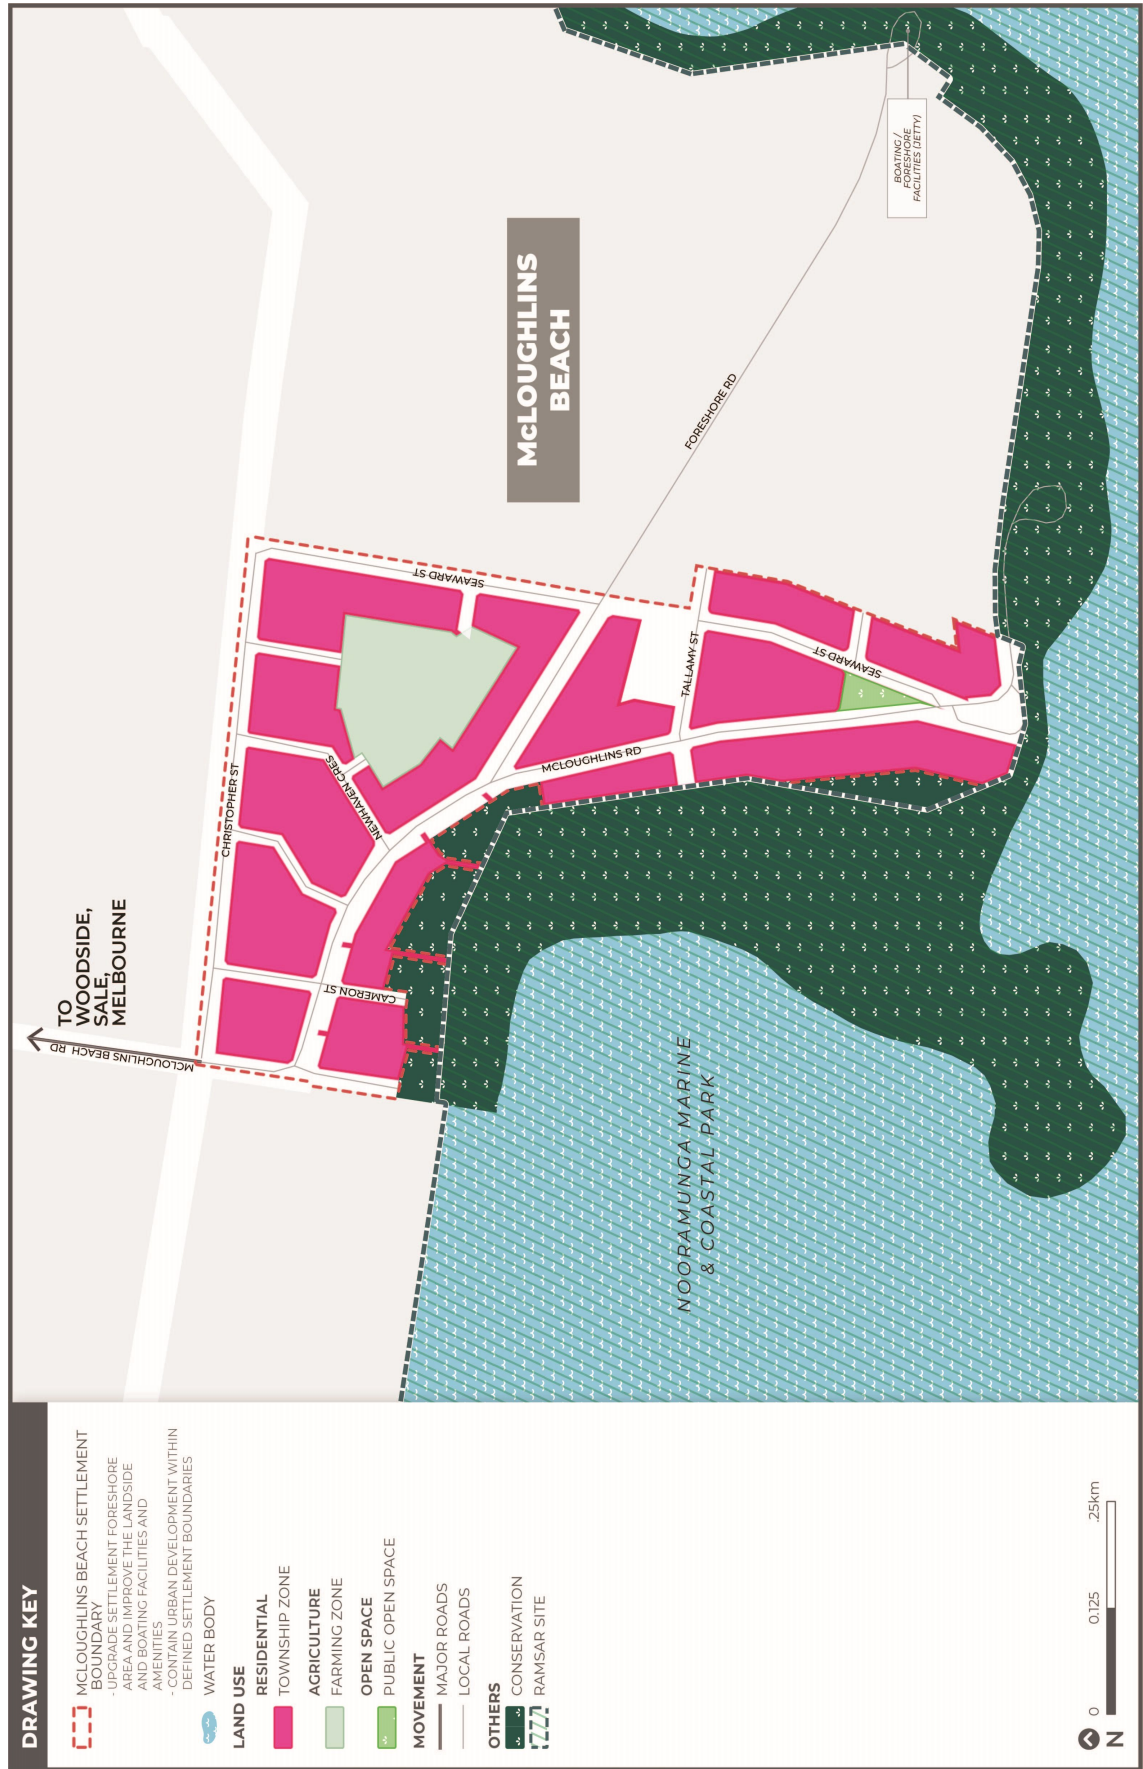 DRAWING KEY
MCLOUGHLINS BEACH SETTLEMENT
BOUNDARY
- UPGRADE SETTLEMENT FORESHORE
AREA AND IMPROVE THE LANDSIDE
AND BOATING FACILITIES AND
AMENITIES
- CONTAIN URBAN DEVELOPMENT WITHIN
DEFINED SETTLEMENT BOUNDARIES
WATER BODY
LAND USE
RESIDENTIAL
TOWNSHIP ZONE
AGRICULTURE
FARMING ZONE
OPEN SPACE
PUBLIC OPEN SPACE
MOVEMENT
MAJOR ROADS
LOCAL ROADS
OTHERS
CONSERVATION
RAMSAR SITE
N
0
0.125
.25km
TO
WOODSIDE,
SALE,
MELBOURNE
MCLOUGHLINS BEACH RD
CHRISTOPHER ST
CAMERON ST
NEWHAVEN CRES
SEAWARD ST
MCLOUGHLINS RD
TALLAMY ST
SEAWARD ST
FORESHORE RD
McLOUGHLINS
BEACH
BOATING /
FORESHORE
FACILITIES (JETTY)
NOORAMUNGA MARINE
& COASTAL PARK